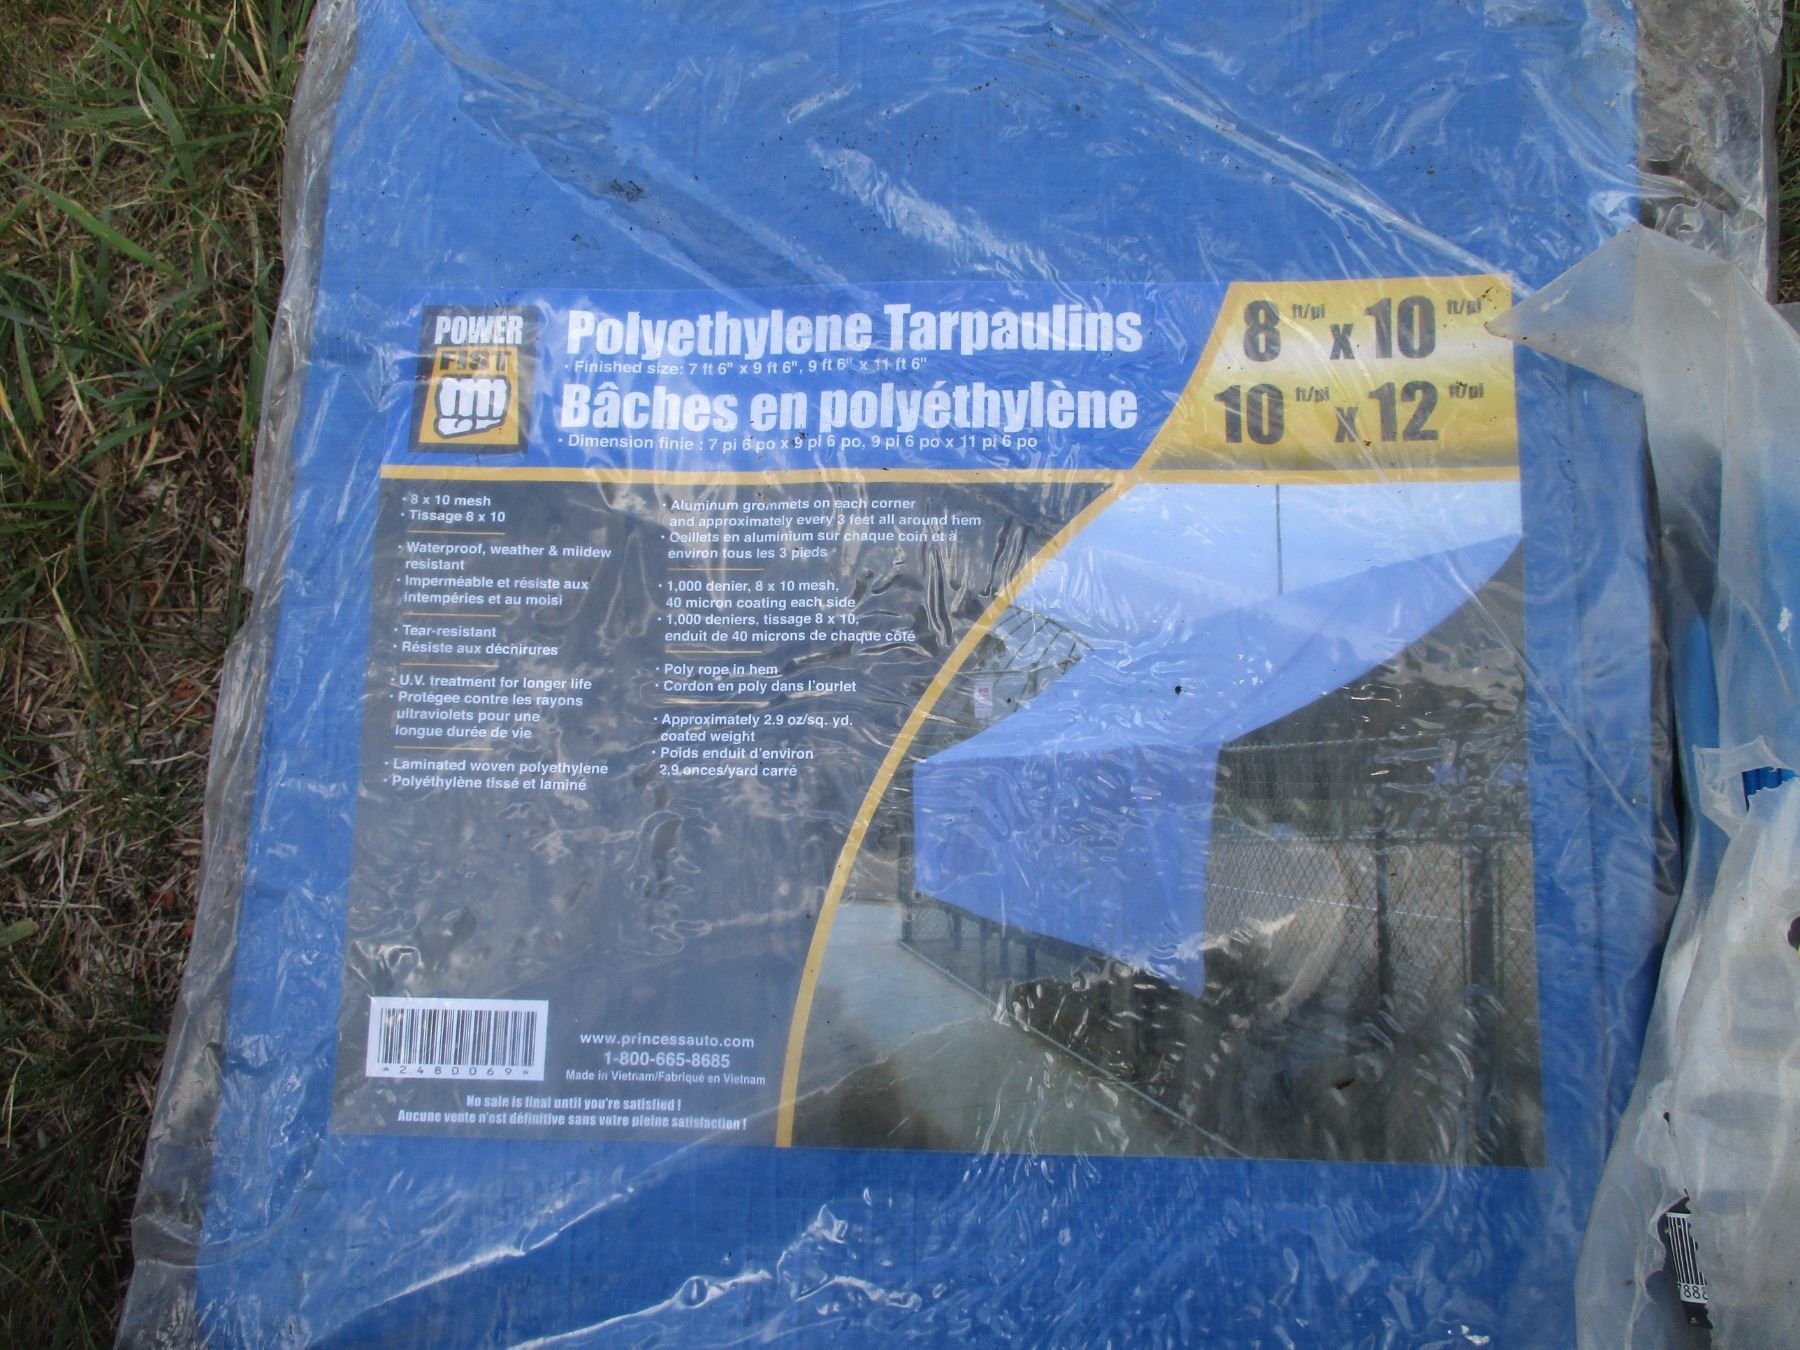 POWER
FIST
Polyethylene Tarpaulins
• Finished size: 7 ft 6" x 9 ft 6", 9 ft 6" x 11 ft 6"
Bâches en polyéthylène
• Dimension finie : 7 pi 6 po x 9 pi 6 po, 9 pi 6 po x 11 pi 6 po
8 ft/pi x 10 ft/pi
10 ft/pi x 12 ft/pi
• 8 x 10 mesh
• Tissage 8 x 10
• Waterproof, weather & mildew
resistant
• Imperméable et résiste aux
intempéries et au moisi
• Tear-resistant
• Résiste aux déchirures
• U.V. treatment for longer life
• Protégee contre les rayons
ultraviolets pour une
longue durée de vie
• Laminated woven polyethylene
• Polyéthylène tissé et laminé
• Aluminum grommets on each corner
and approximately every 3 feet all around hem
• Oeillets en aluminium sur chaque coin et à
environ tous les 3 pieds
• 1,000 denier, 8 x 10 mesh,
40 micron coating each side
• 1,000 deniers, tissage 8 x 10,
enduit de 40 microns de chaque côté
• Poly rope in hem
• Cordon en poly dans l'ourlet
• Approximately 2.9 oz/sq. yd.
coated weight
• Poids enduit d'environ
2,9 onces/yard carré
NO
*2480069*
www.princessauto.com
1-800-665-8685
Made in Vietnam/Fabriqué en Vietnam
No sale is final until you're satisfied !
Aucune vente n'est définitive sans votre pleine satisfaction !